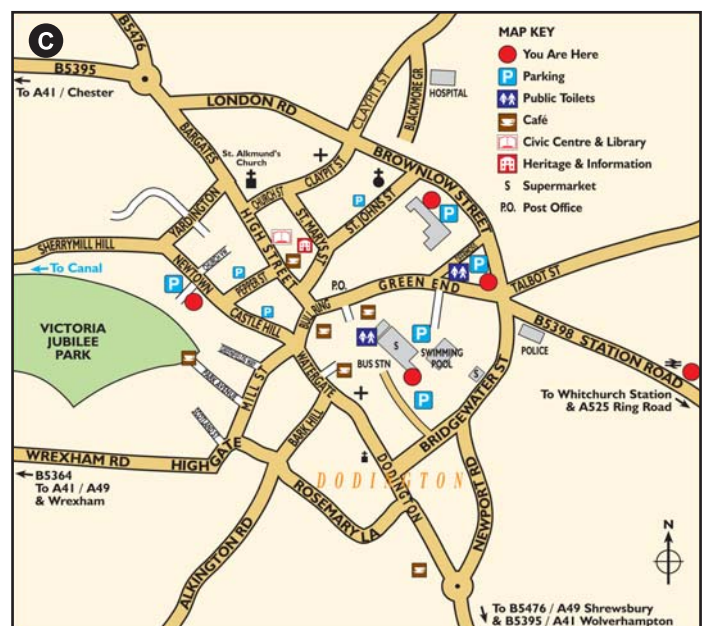 C
MAP KEY
You Are Here
P Parking
Public Toilets
Café
Civic Centre & Library
Heritage & Information
S Supermarket
P.O. Post Office
B5476
B5395
To A41 / Chester
LONDON RD
CLAYPIT ST
BLACKMORE GR
HOSPITAL
BARGATES
St. Alkmund's
Church
CHURCH ST
CLAYPIT ST
BROWNLOW STREET
YARDINGTON
HIGH STREET
ST. MARYS ST
ST. JOHNS ST
P
P
SHERRYMILL HILL
To Canal
NEWTOWN
PEPPER ST
P
P
P
P
CASTLE HILL
BULL RING
P.O.
GREEN END
TALBOT ST
VICTORIA
JUBILEE
PARK
B5398 STATION ROAD
POLICE
P
S
SWIMMING
POOL
BUS STN
S
P
PARK AVENUE
MILL ST
WATERGATE
BRIDGEWATER ST
To Whitchurch Station
& A525 Ring Road
BARK HILL
WREXHAM RD
HIGHGATE
B5364
To A41 / A49
& Wrexham
DODINGTON
DODINGTON
ROSEMARY LA
NEWPORT RD
ALKINGTON RD
N
To B5476 / A49 Shrewsbury
& B5395 / A41 Wolverhampton